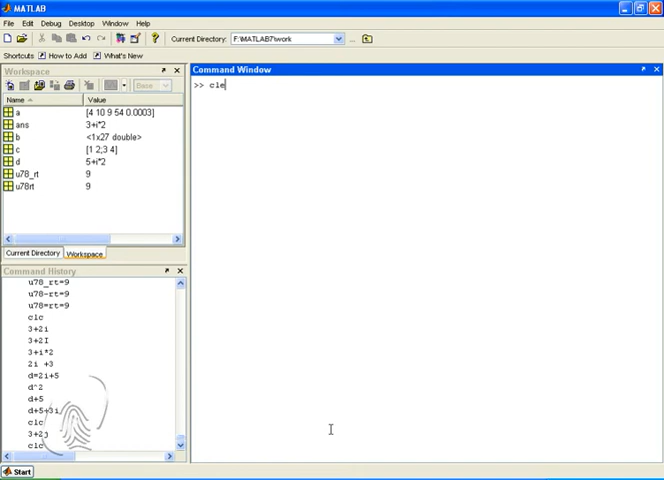 MATLAB
File Edit Debug Desktop Window Help
Current Directory: F:\MATLAB7\work
Shortcuts How to Add What's New
Workspace
Base
Name Value
a [4 10 9 54 0.0003]
ans 3+i*2
b <1x27 double>
c [1 2;3 4]
d 5+i*2
u78_rt 9
u78rt 9
Current Directory Workspace
Command History
u78_rt=9
u78-rt=9
u78=rt=9
clc
3+2i
3+2I
3+i*2
2i +3
d=2i+5
d^2
d+5
d+5+3i
clc
3+2j
clc
Start
Command Window
>> cle